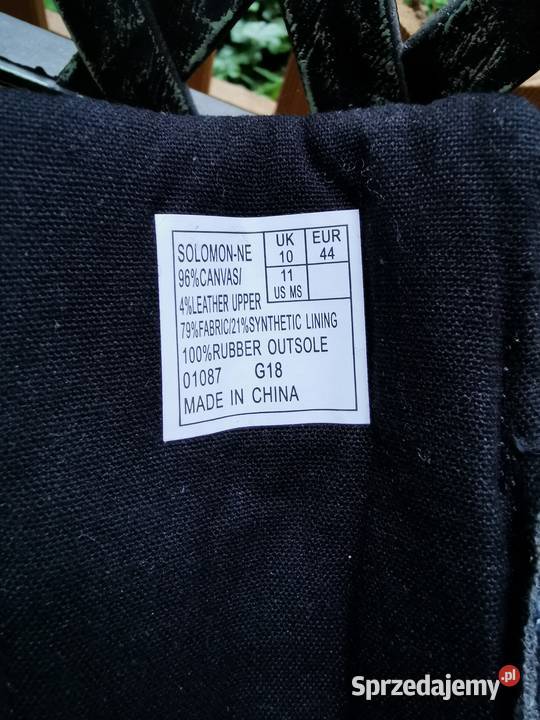 SOLOMON-NE
UK
10
EUR
44
96%CANVAS/
11
US MS
4%LEATHER UPPER
79%FABRIC/21%SYNTHETIC LINING
100%RUBBER OUTSOLE
01087 G18
MADE IN CHINA
Sprzedajemy.pl